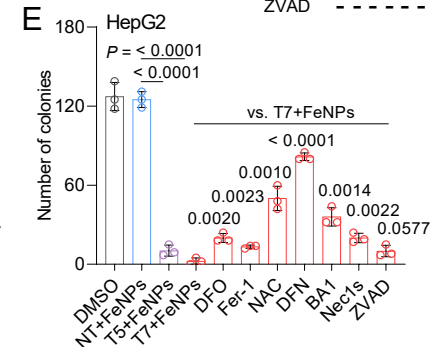 ZVAD
E
HepG2
P = < 0.0001
< 0.0001
vs. T7+FeNPs
< 0.0001
0.0010
0.0023
0.0020
0.0014
0.0022
0.0577
Number of colonies
180
120
60
0
DMSO
NT+FeNPs
T5+FeNPs
T7+FeNPs
DFO
Fer-1
NAC
DFN
BA1
Nec1s
ZVAD